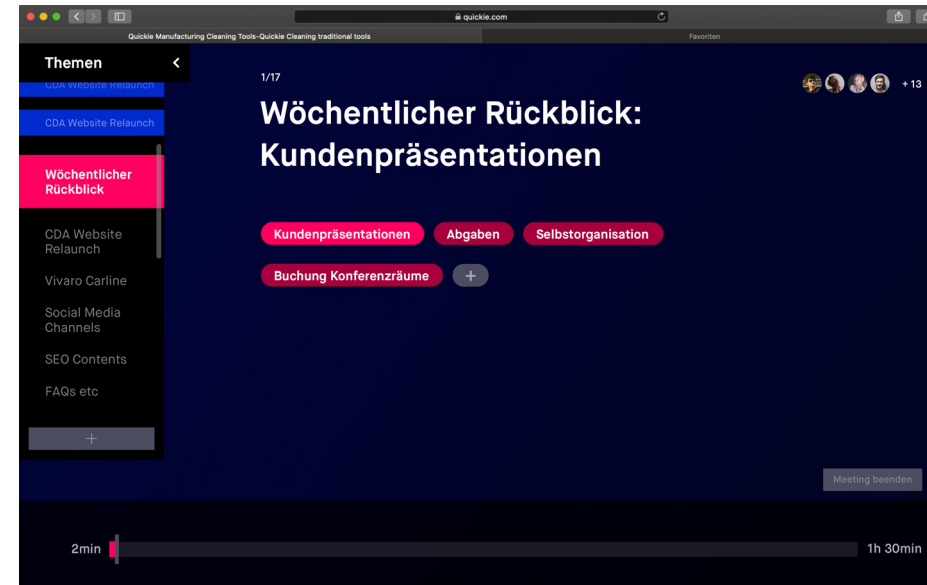 quickie.com
Quickie Manufacturing Cleaning Tools-Quickie Cleaning traditional tools
Favoriten
Themen
CDA Website Relaunch
CDA Website Relaunch
Wöchentlicher
Rückblick
CDA Website
Relaunch
Vivaro Carline
Social Media
Channels
SEO Contents
FAQs etc
+
1/17
+ 13
Wöchentlicher Rückblick:
Kundenpräsentationen
Kundenpräsentationen Abgaben Selbstorganisation
Buchung Konferenzräume +
Meeting beenden
2min 1h 30min